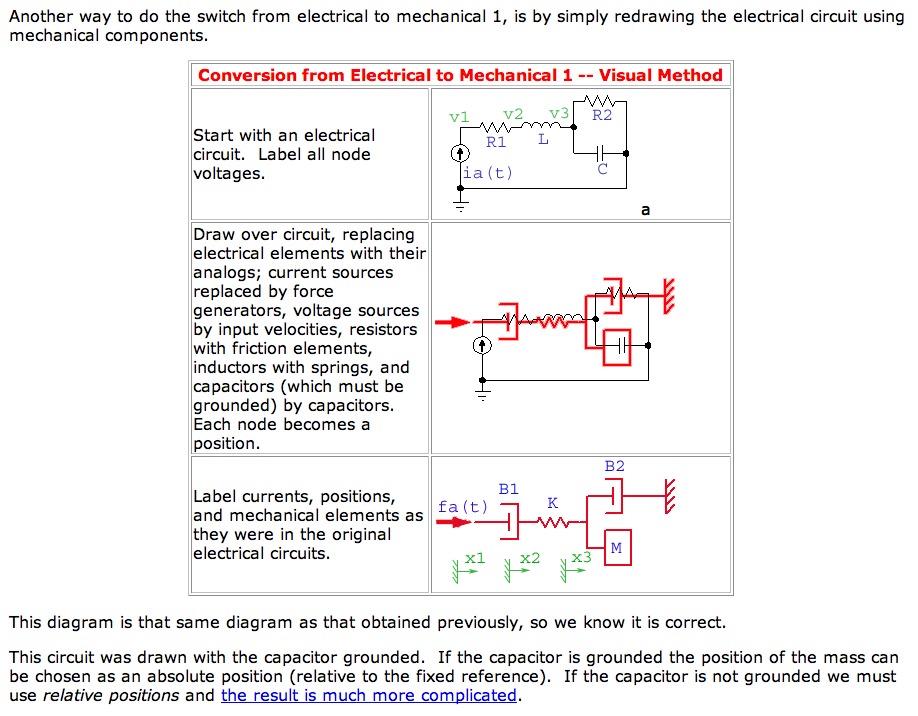 Another way to do the switch from electrical to mechanical 1, is by simply redrawing the electrical circuit using
mechanical components.
Conversion from Electrical to Mechanical 1 -- Visual Method
Start with an electrical
circuit.  Label all node
voltages.
v1
v2
v3
R2
R1
L
ia(t)
C
a
Draw over circuit, replacing
electrical elements with their
analogs; current sources
replaced by force
generators, voltage sources
by input velocities, resistors
with friction elements,
inductors with springs, and
capacitors (which must be
grounded) by capacitors.
Each node becomes a
position.
Label currents, positions,
and mechanical elements as
they were in the original
electrical circuits.
B2
B1
fa(t)
K
M
x1
x2
x3
This diagram is that same diagram as that obtained previously, so we know it is correct.
This circuit was drawn with the capacitor grounded.  If the capacitor is grounded the position of the mass can
be chosen as an absolute position (relative to the fixed reference).  If the capacitor is not grounded we must
use relative positions and the result is much more complicated.